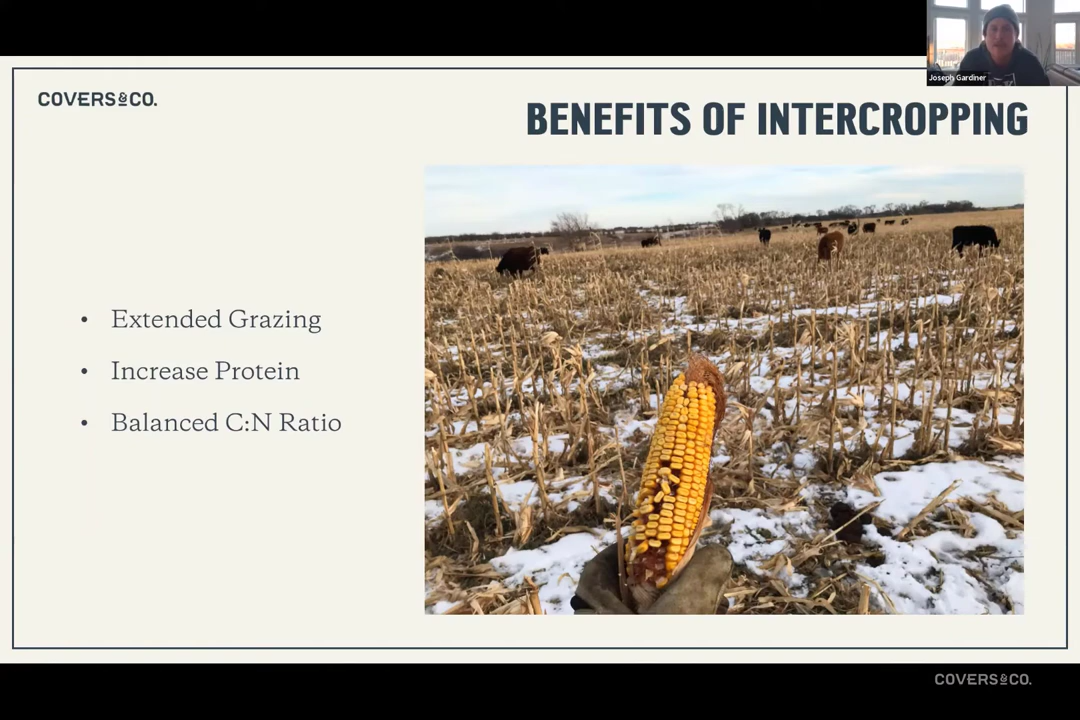 Joseph Gardiner
COVERS&CO.
BENEFITS OF INTERCROPPING
• Extended Grazing
• Increase Protein
• Balanced C:N Ratio
COVERS&CO.